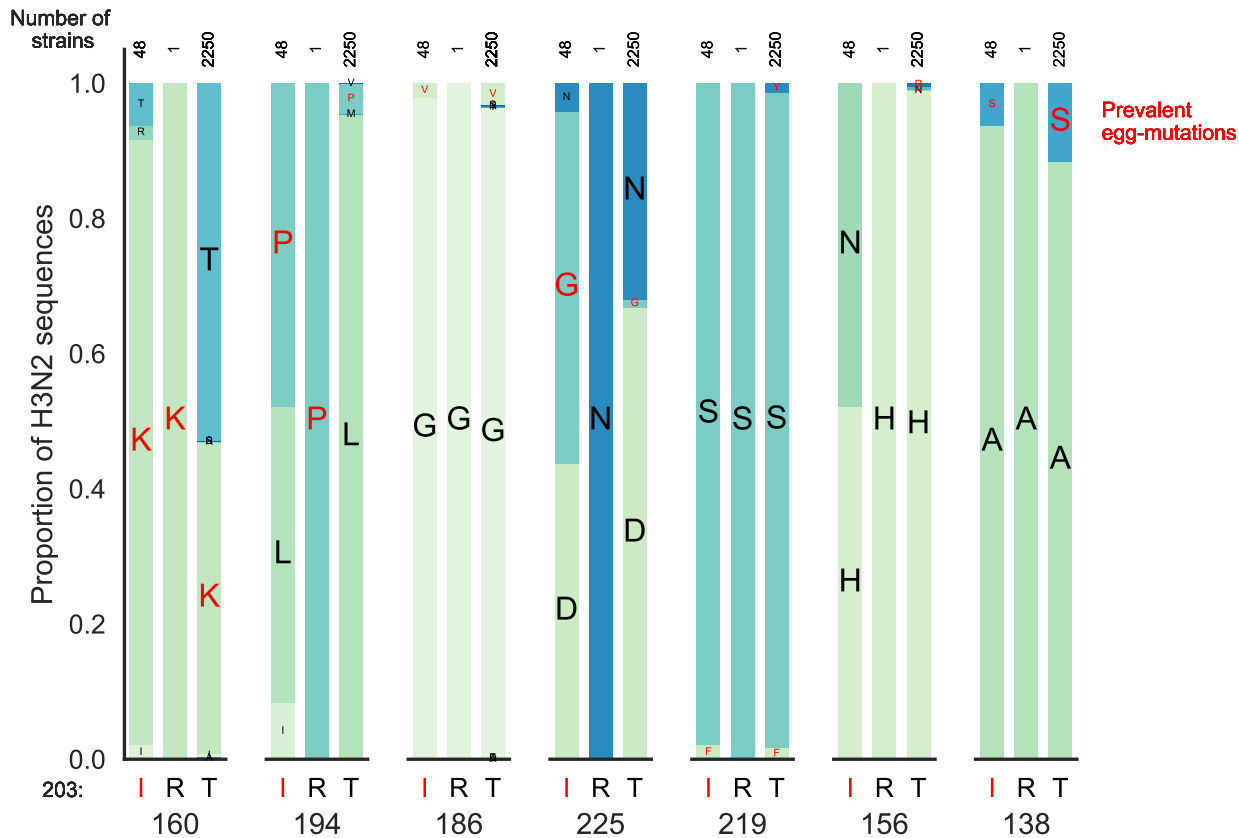 Number of strains
48 1 2250 48 1 2250 48 1 2250 48 1 2250 48 1 2250 48 1 2250 48 1 2250
Prevalent
egg-mutations
Proportion of H3N2 sequences
1.0
0.8
0.6
0.4
0.2
0.0
T R K I
K
T K
P L I
P
V P M L
V G
G
V G
N G D
N
N G D
S F
S
Y S F
N H
H
N H
S A
A
S A
203: I R T I R T I R T I R T I R T I R T I R T
160 194 186 225 219 156 138